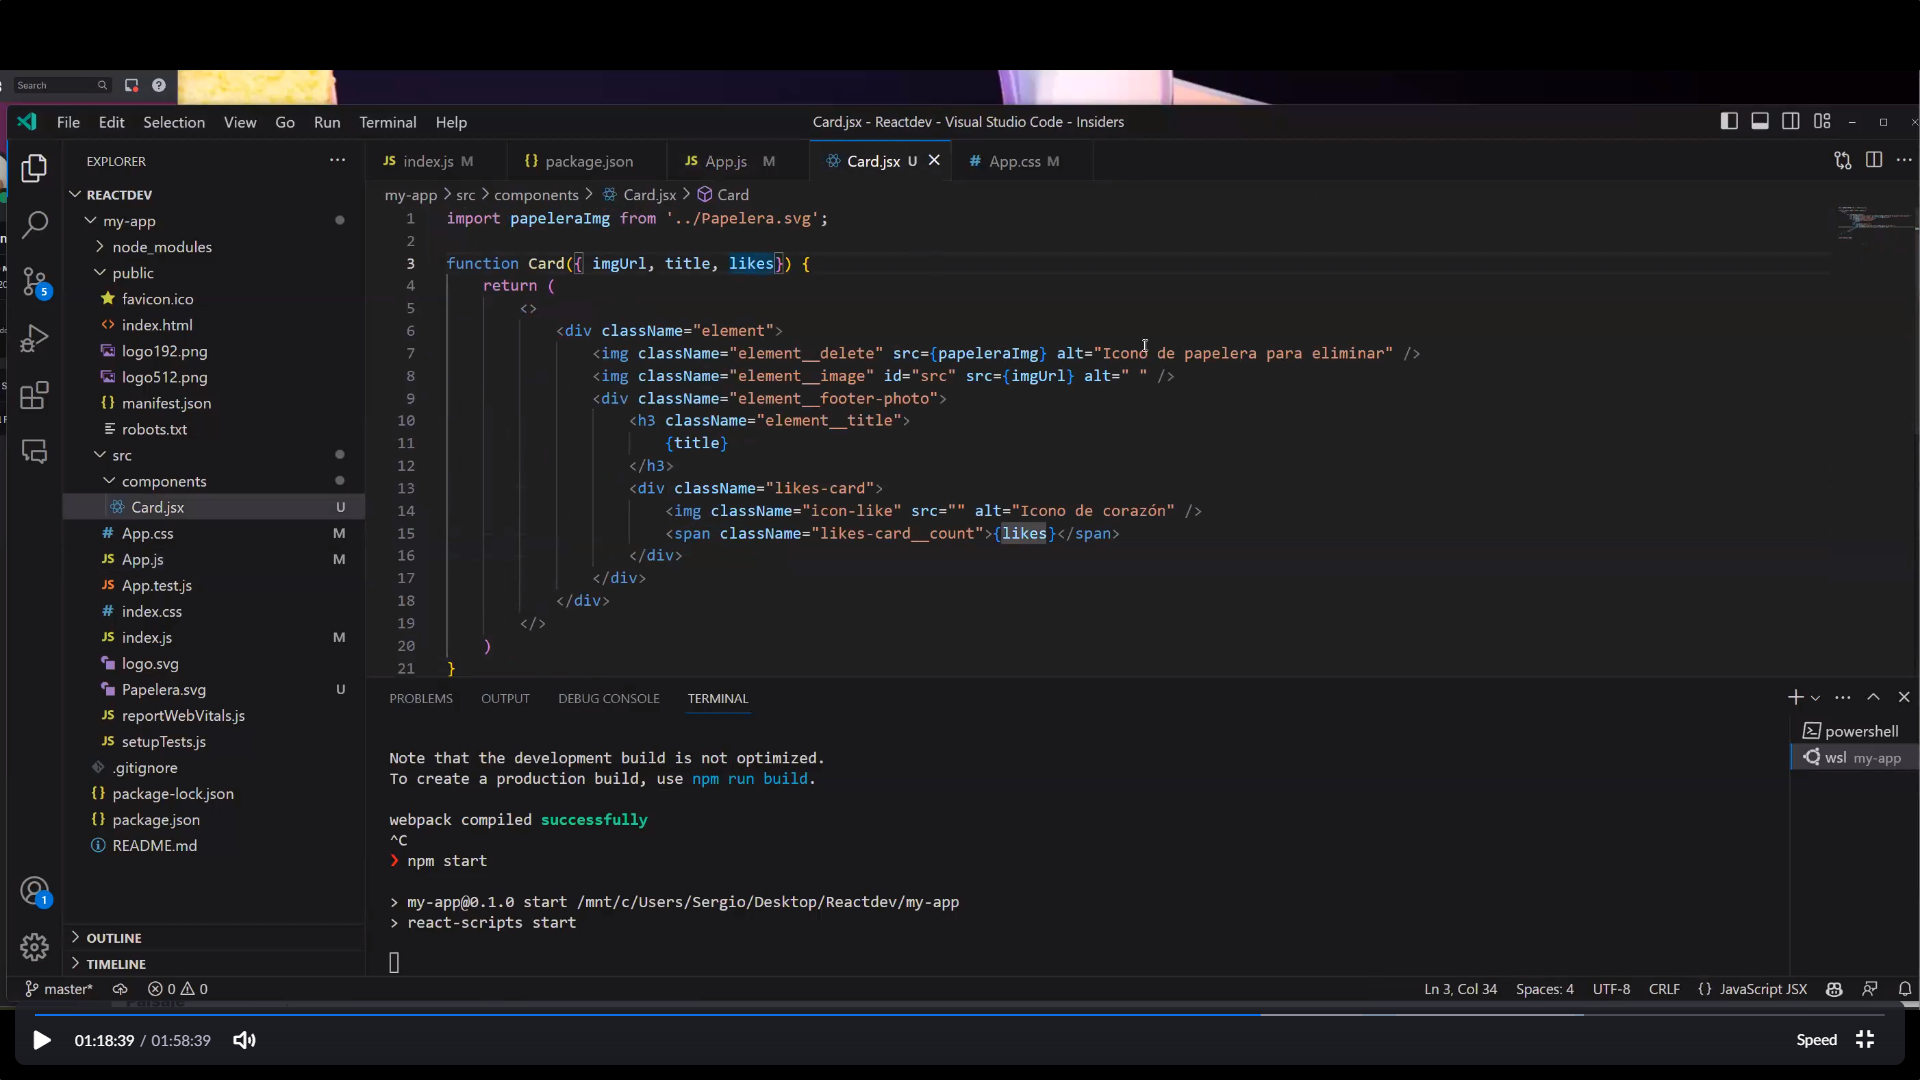 Search
File Edit Selection View Go Run Terminal Help
Card.jsx - Reactdev - Visual Studio Code - Insiders
EXPLORER
index.js M
package.json
App.js M
Card.jsx U
App.css M
REACTDEV
my-app
node_modules
public
favicon.ico
index.html
logo192.png
logo512.png
manifest.json
robots.txt
src
components
Card.jsx U
App.css M
App.js M
App.test.js
index.css
index.js M
logo.svg
Papelera.svg U
reportWebVitals.js
setupTests.js
.gitignore
package-lock.json
package.json
README.md
OUTLINE
TIMELINE
5
1
my-app > src > components > Card.jsx > Card
1 import papeleraImg from '../Papelera.svg';
2
3 function Card({ imgUrl, title, likes}) {
4 return (
5 <>
6 <div className="element">
7 <img className="element__delete" src={papeleraImg} alt="Icono de papelera para eliminar" />
8 <img className="element__image" id="src" src={imgUrl} alt=" " />
9 <div className="element__footer-photo">
10 <h3 className="element__title">
11 {title}
12 </h3>
13 <div className="likes-card">
14 <img className="icon-like" src="" alt="Icono de corazón" />
15 <span className="likes-card__count">{likes}</span>
16 </div>
17 </div>
18 </div>
19 </>
20 )
21 }
PROBLEMS OUTPUT DEBUG CONSOLE TERMINAL
Note that the development build is not optimized.
To create a production build, use npm run build.
webpack compiled successfully
^C
❯ npm start
> my-app@0.1.0 start /mnt/c/Users/Sergio/Desktop/Reactdev/my-app
> react-scripts start
powershell
wsl my-app
master* 0 0
Ln 3, Col 34 Spaces: 4 UTF-8 CRLF {} JavaScript JSX
01:18:39 / 01:58:39
Speed